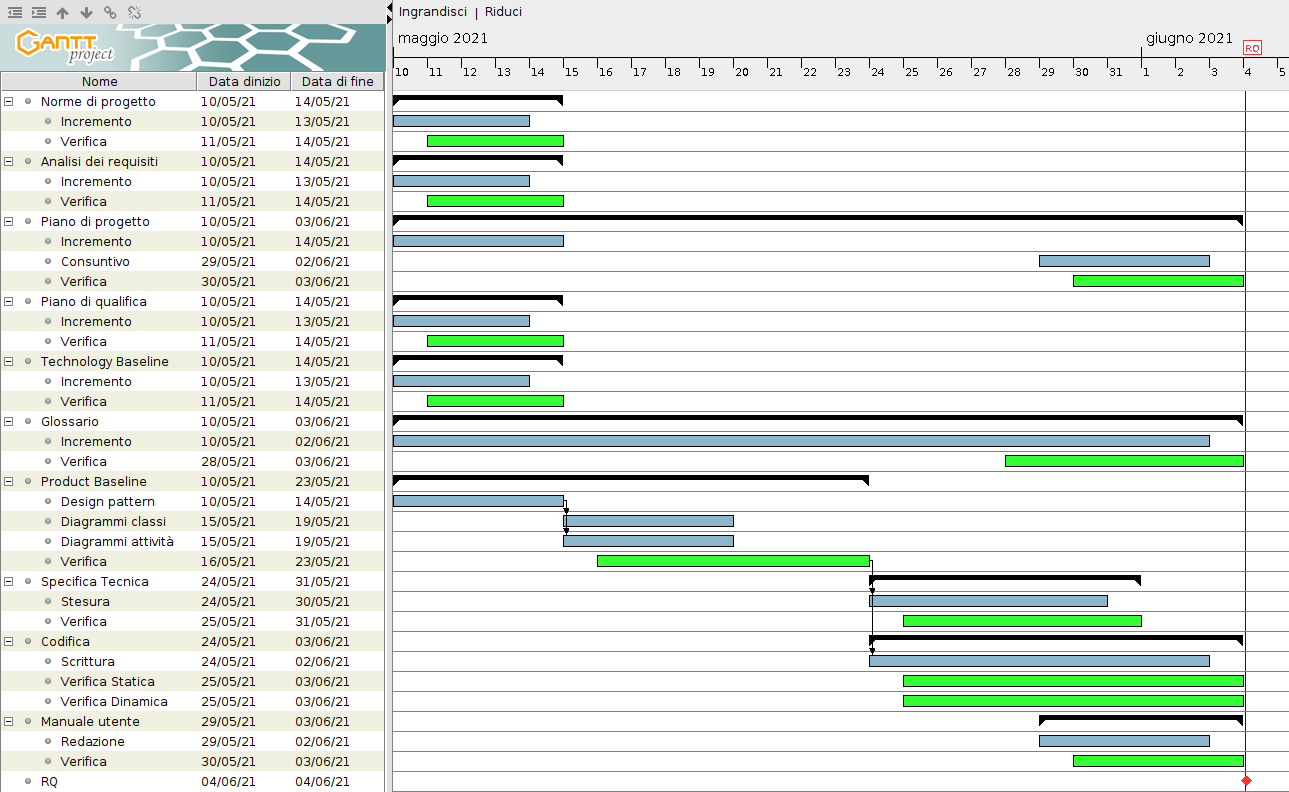 Ingrandisci | Riduci
GANTT project
maggio 2021 giugno 2021 RQ
Nome Data dinizio Data di fine
10 11 12 13 14 15 16 17 18 19 20 21 22 23 24 25 26 27 28 29 30 31 1 2 3 4 5
Norme di progetto 10/05/21 14/05/21
Incremento 10/05/21 13/05/21
Verifica 11/05/21 14/05/21
Analisi dei requisiti 10/05/21 14/05/21
Incremento 10/05/21 13/05/21
Verifica 11/05/21 14/05/21
Piano di progetto 10/05/21 03/06/21
Incremento 10/05/21 14/05/21
Consuntivo 29/05/21 02/06/21
Verifica 30/05/21 03/06/21
Piano di qualifica 10/05/21 14/05/21
Incremento 10/05/21 13/05/21
Verifica 11/05/21 14/05/21
Technology Baseline 10/05/21 14/05/21
Incremento 10/05/21 13/05/21
Verifica 11/05/21 14/05/21
Glossario 10/05/21 03/06/21
Incremento 10/05/21 02/06/21
Verifica 28/05/21 03/06/21
Product Baseline 10/05/21 23/05/21
Design pattern 10/05/21 14/05/21
Diagrammi classi 15/05/21 19/05/21
Diagrammi attività 15/05/21 19/05/21
Verifica 16/05/21 23/05/21
Specifica Tecnica 24/05/21 31/05/21
Stesura 24/05/21 30/05/21
Verifica 25/05/21 31/05/21
Codifica 24/05/21 03/06/21
Scrittura 24/05/21 02/06/21
Verifica Statica 25/05/21 03/06/21
Verifica Dinamica 25/05/21 03/06/21
Manuale utente 29/05/21 03/06/21
Redazione 29/05/21 02/06/21
Verifica 30/05/21 03/06/21
RQ 04/06/21 04/06/21